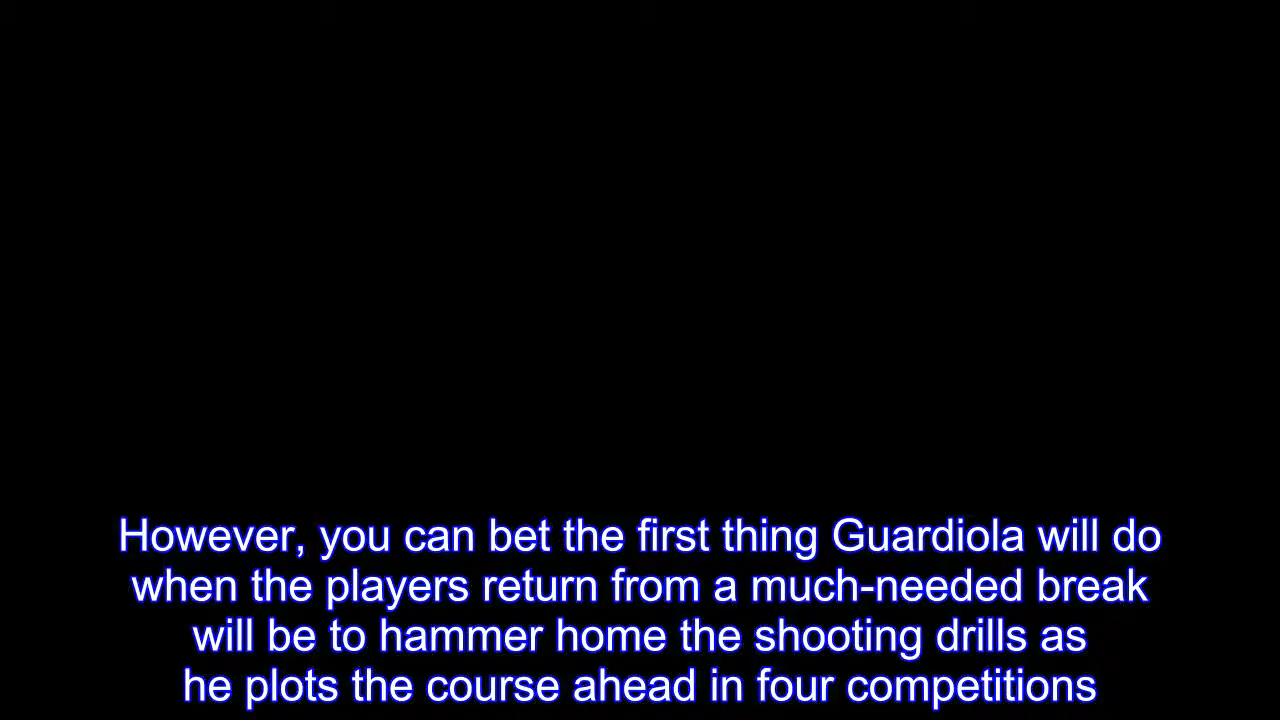 However, you can bet the first thing Guardiola will do
when the players return from a much-needed break
will be to hammer home the shooting drills as
he plots the course ahead in four competitions